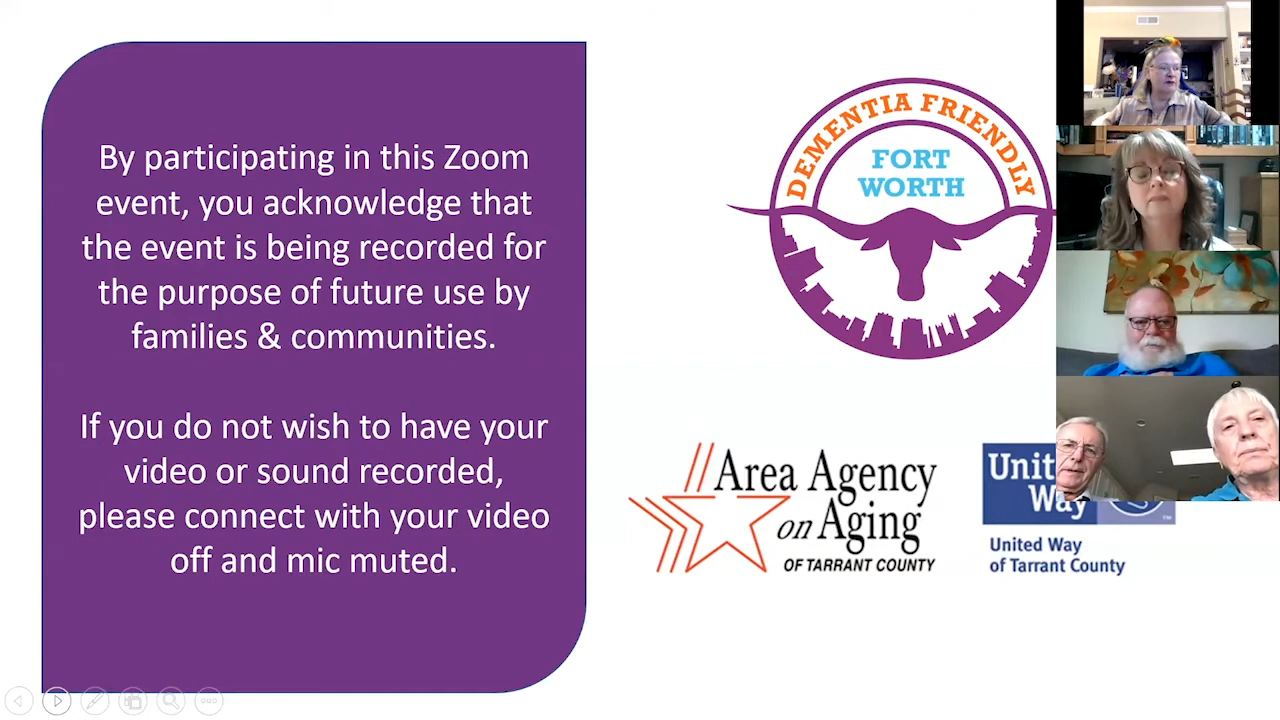 By participating in this Zoom
event, you acknowledge that
the event is being recorded for
the purpose of future use by
families & communities.
If you do not wish to have your
video or sound recorded,
please connect with your video
off and mic muted.
DEMENTIA FRIENDLY
FORT
WORTH
Area Agency
on Aging
OF TARRANT COUNTY
Unit
Way
TM
United Way
of Tarrant County